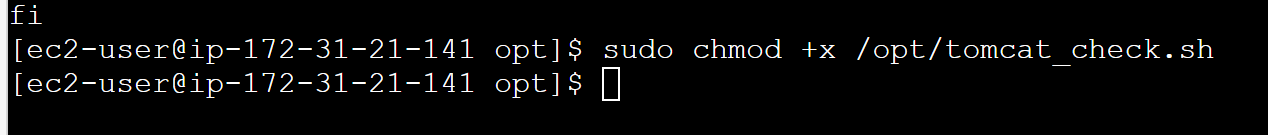 fi
[ec2-user@ip-172-31-21-141 opt]$ sudo chmod +x /opt/tomcat_check.sh
[ec2-user@ip-172-31-21-141 opt]$